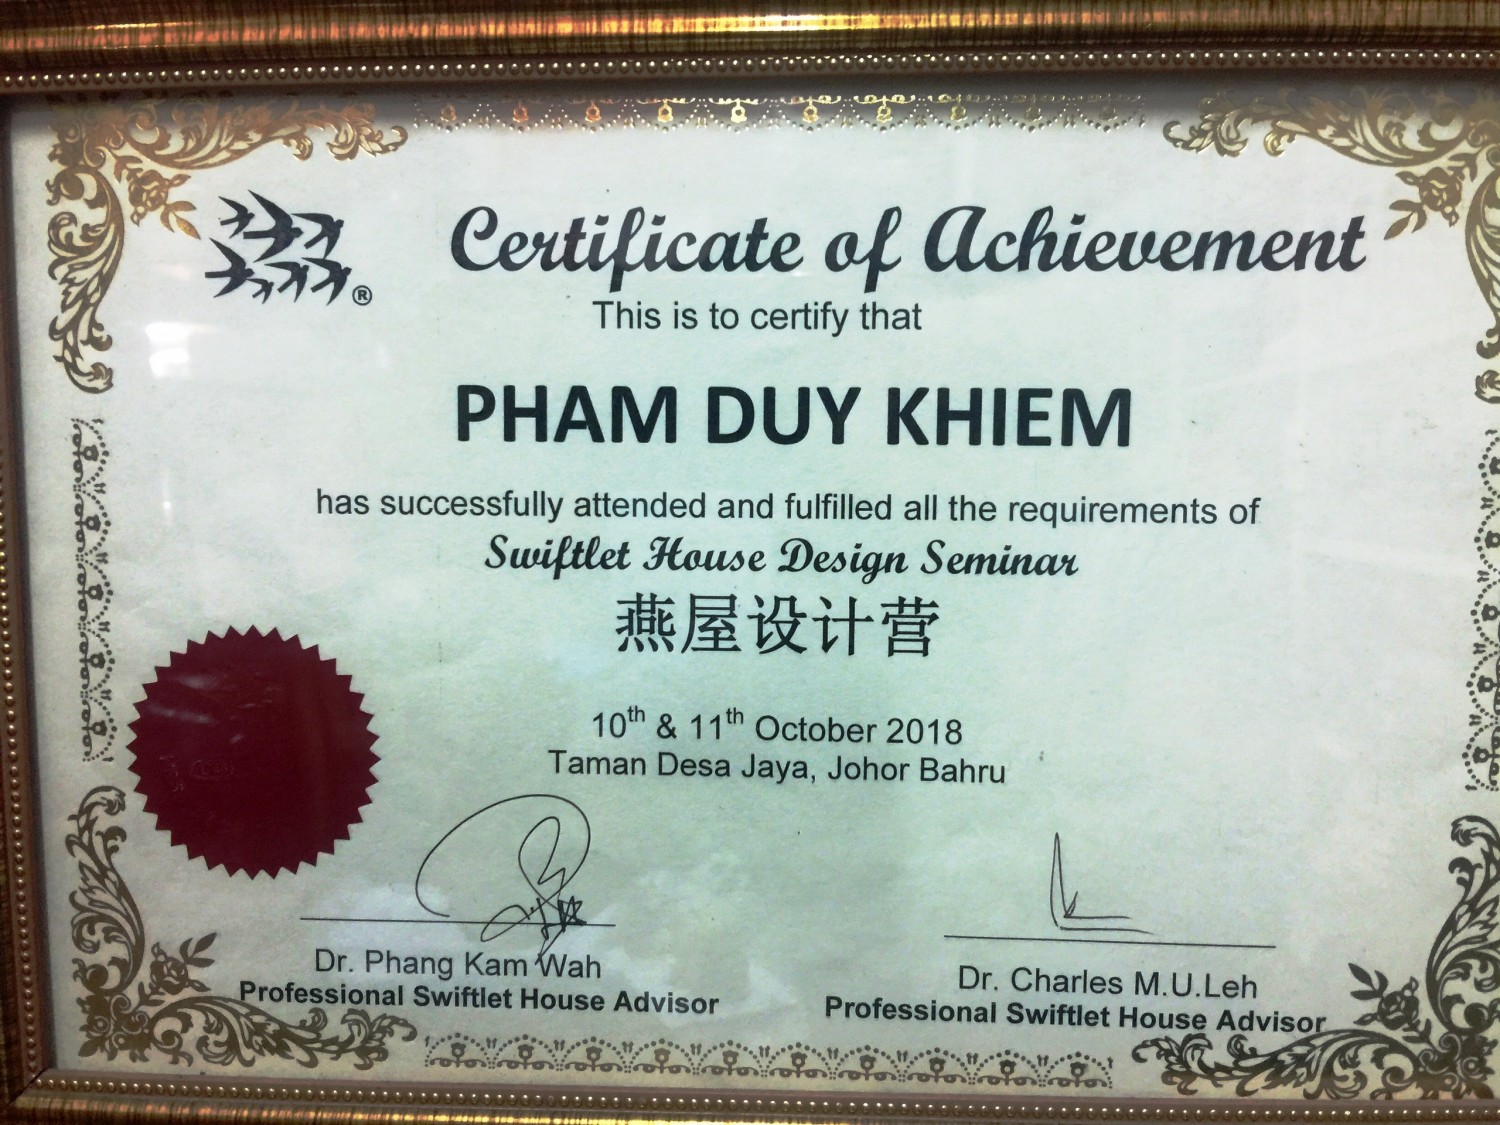 ®
Certificate of Achievement
This is to certify that
PHAM DUY KHIEM
has successfully attended and fulfilled all the requirements of
Swiftlet House Design Seminar
燕屋设计营
10th & 11th October 2018
Taman Desa Jaya, Johor Bahru
Dr. Phang Kam Wah
Professional Swiftlet House Advisor
Dr. Charles M.U.Leh
Professional Swiftlet House Advisor